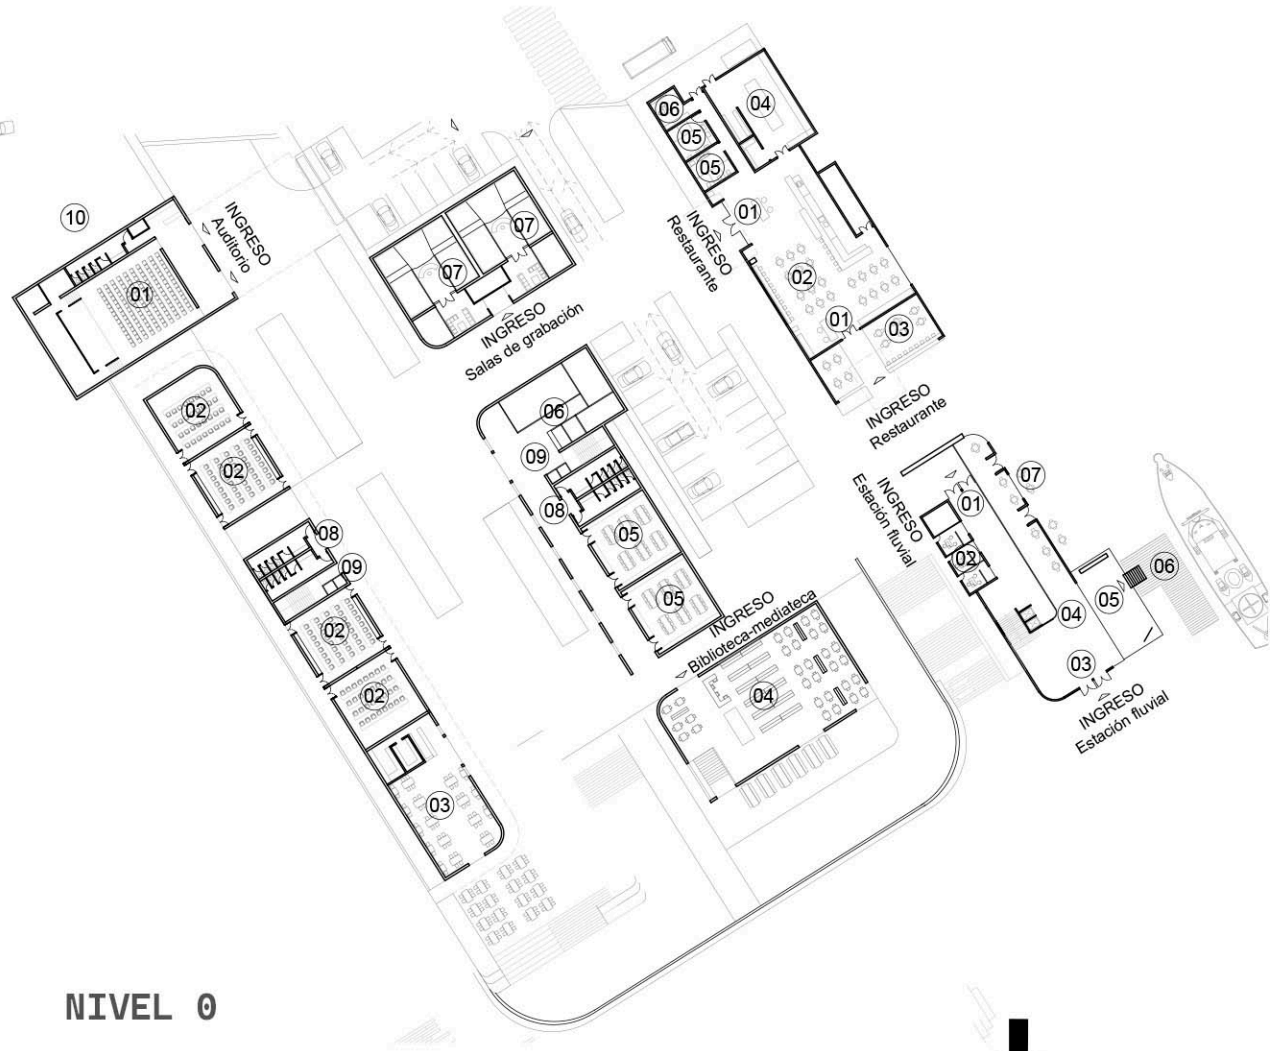 06
04
05
05
01
INGRESO
Restaurante
02
01
03
INGRESO
Restaurante
10
INGRESO
Auditorio
01
07
07
INGRESO
Salas de grabación
02
02
08
09
02
02
03
06
09
08
05
05
INGRESO
Biblioteca-mediateca
04
INGRESO
Estación fluvial
07
01
02
06
05
04
03
INGRESO
Estación fluvial
NIVEL 0